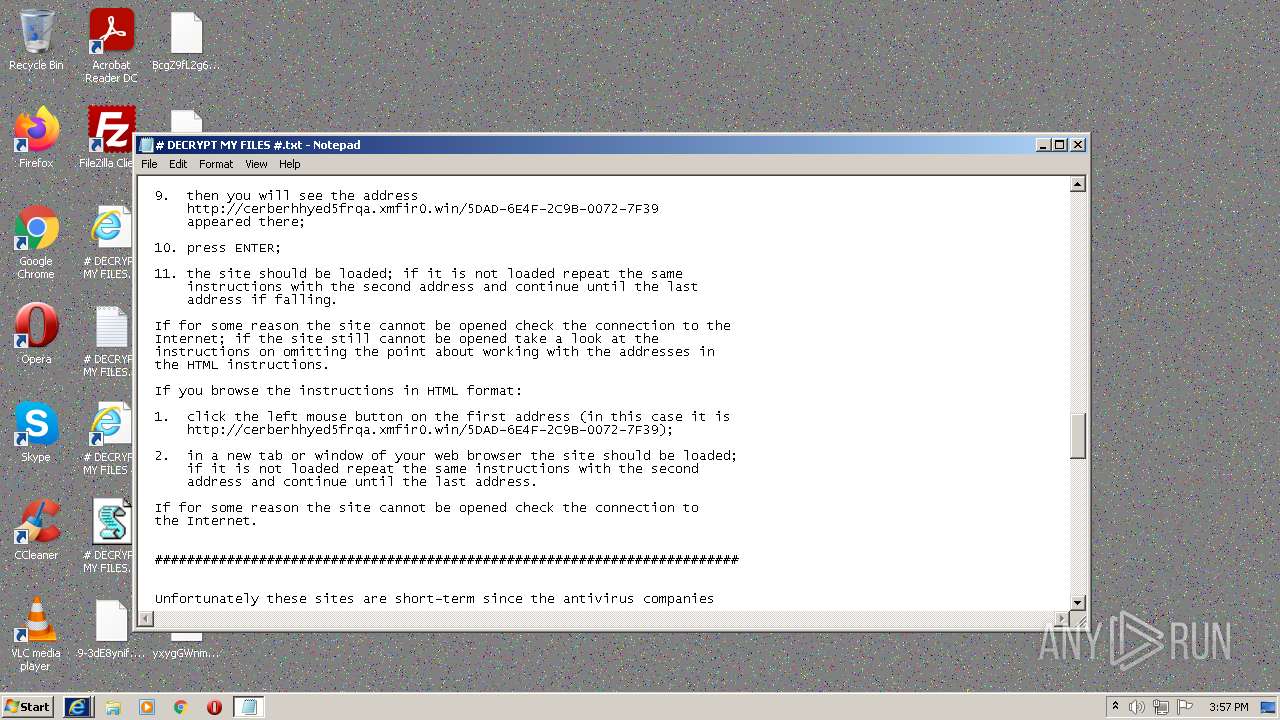 Recycle Bin
Acrobat
Reader DC
BcgZ9fL2g6...
Firefox
FileZilla Clie
Google
Chrome
# DECRYP
MY FILES.
Opera
# DECRYP
MY FILES.
Skype
# DECRYP
MY FILES.
CCleaner
# DECRYP
MY FILES.
VLC media
player
9-3dE8ynif....
yxygGWnm...
# DECRYPT MY FILES #.txt - Notepad
File Edit Format View Help
9. then you will see the address
http://cerberhhyed5frqa.xmfir0.win/5DAD-6E4F-2C9B-0072-7F39
appeared there;
10. press ENTER;
11. the site should be loaded; if it is not loaded repeat the same
instructions with the second address and continue until the last
address if falling.
If for some reason the site cannot be opened check the connection to the
Internet; if the site still cannot be opened take a look at the
instructions on omitting the point about working with the addresses in
the HTML instructions.
If you browse the instructions in HTML format:
1. click the left mouse button on the first address (in this case it is
http://cerberhhyed5frqa.xmfir0.win/5DAD-6E4F-2C9B-0072-7F39);
2. in a new tab or window of your web browser the site should be loaded;
if it is not loaded repeat the same instructions with the second
address and continue until the last address.
If for some reason the site cannot be opened check the connection to
the Internet.
#########################################################################
Unfortunately these sites are short-term since the antivirus companies
ANY RUN
Start
3:57 PM